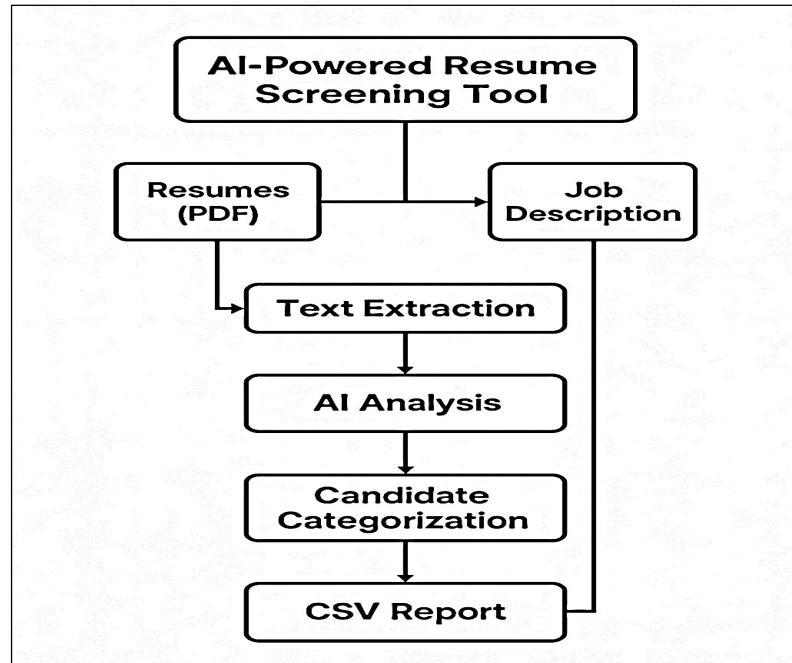 AI-Powered Resume
Screening Tool
Resumes
(PDF)
Job
Description
Text Extraction
AI Analysis
Candidate
Categorization
CSV Report